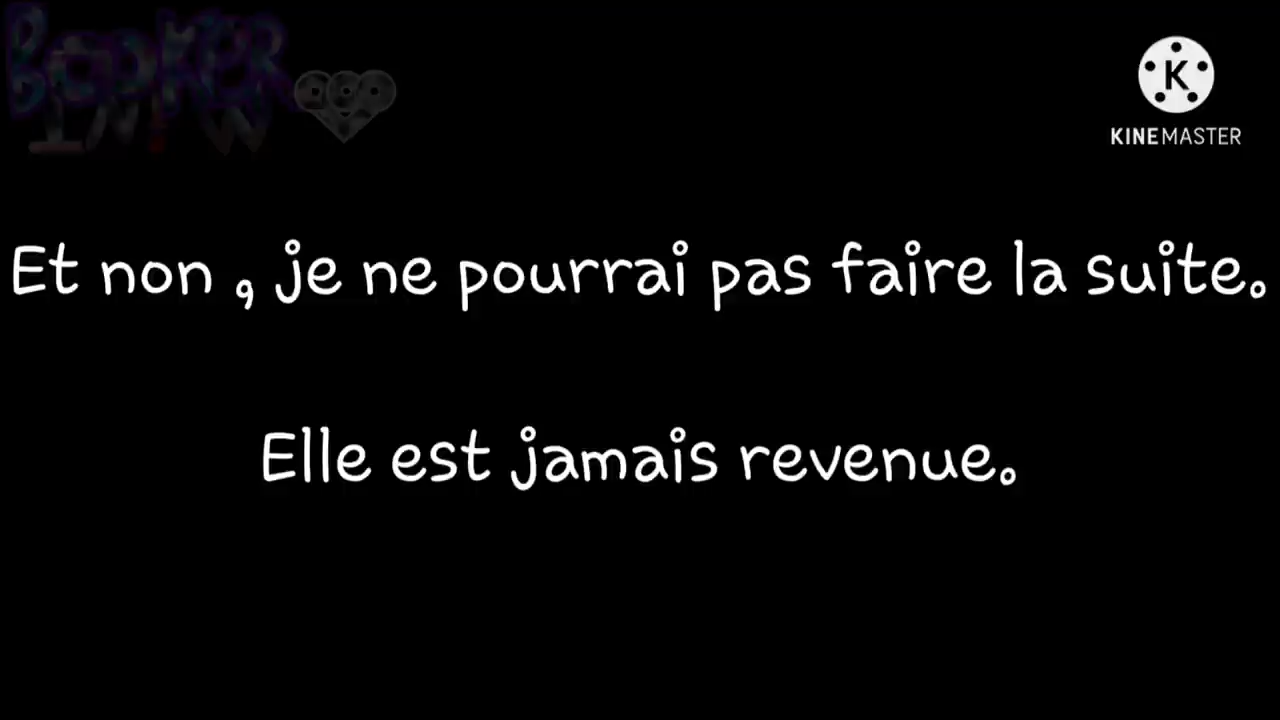 KINEMASTER
Et non , je ne pourrai pas faire la suite.
Elle est jamais revenue.